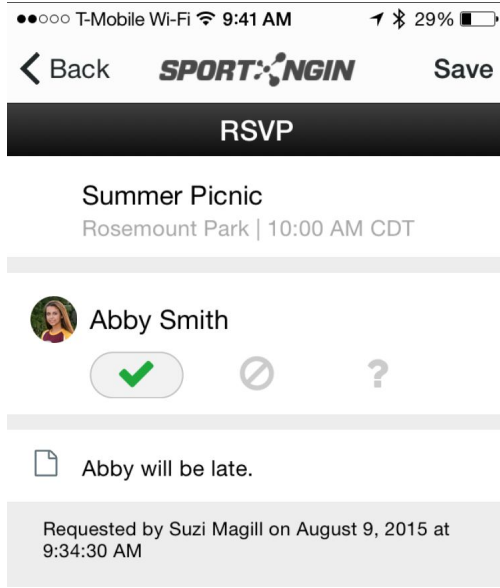 T-Mobile Wi-Fi 9:41 AM 29%
Back SPORT NGIN Save
RSVP
Summer Picnic
Rosemount Park | 10:00 AM CDT
Abby Smith
?
Abby will be late.
Requested by Suzi Magill on August 9, 2015 at
9:34:30 AM